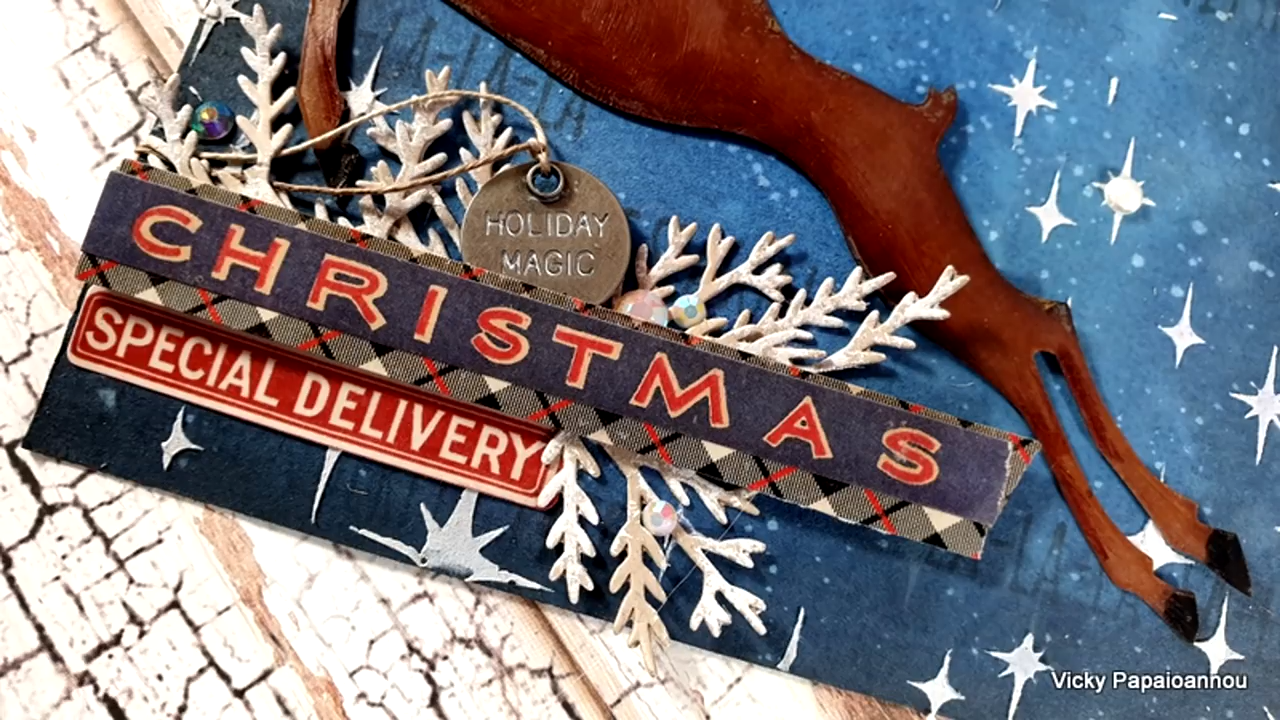 HOLIDAY
MAGIC
CHRISTMAS
SPECIAL DELIVERY
Vicky Papaioannou